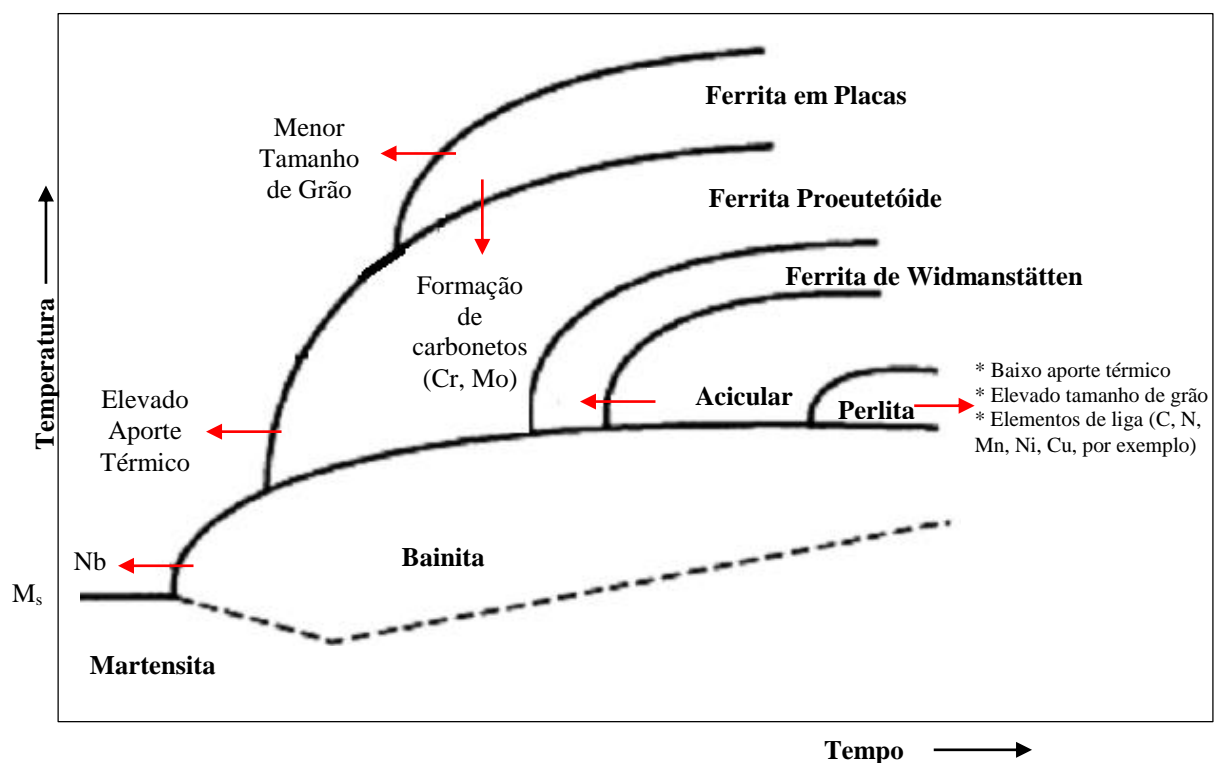 Ferrita em Placas
Menor
Tamanho
de Grão
Ferrita Proeutetóide
Ferrita de Widmanstätten
Formação
de
carbonetos
(Cr, Mo)
Temperatura
Elevado
Aporte
Térmico
Acicular
Perlita
* Baixo aporte térmico
* Elevado tamanho de grão
* Elementos de liga (C, N,
Mn, Ni, Cu, por exemplo)
Nb
Bainita
Ms
Martensita
Tempo